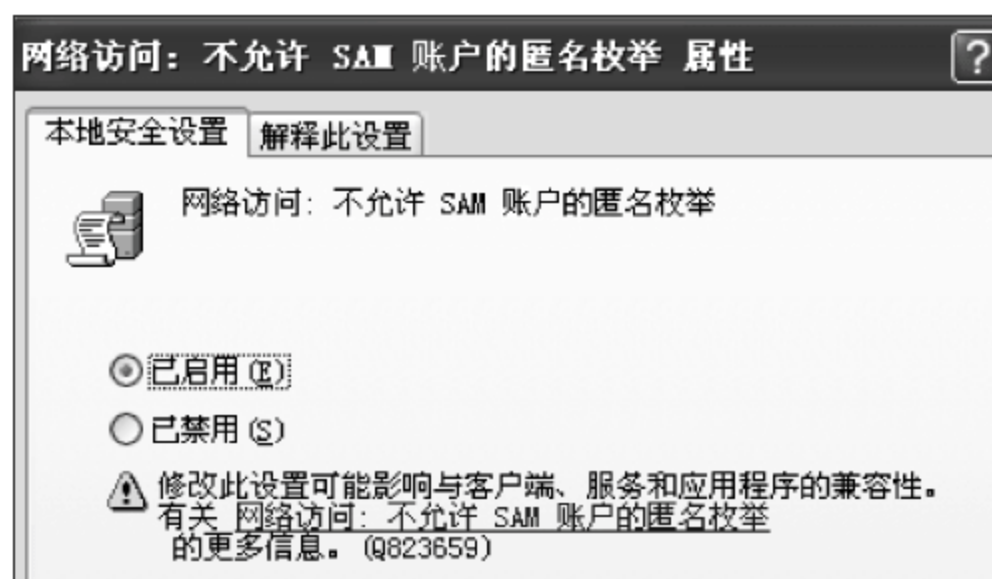 网络访问：不允许 SAM 账户的匿名枚举 属性
?
本地安全设置
解释此设置
网络访问：不允许 SAM 账户的匿名枚举
已启用(E)
已禁用(S)
修改此设置可能影响与客户端、服务和应用程序的兼容性。
有关 网络访问：不允许 SAM 账户的匿名枚举
的更多信息。(Q823659)